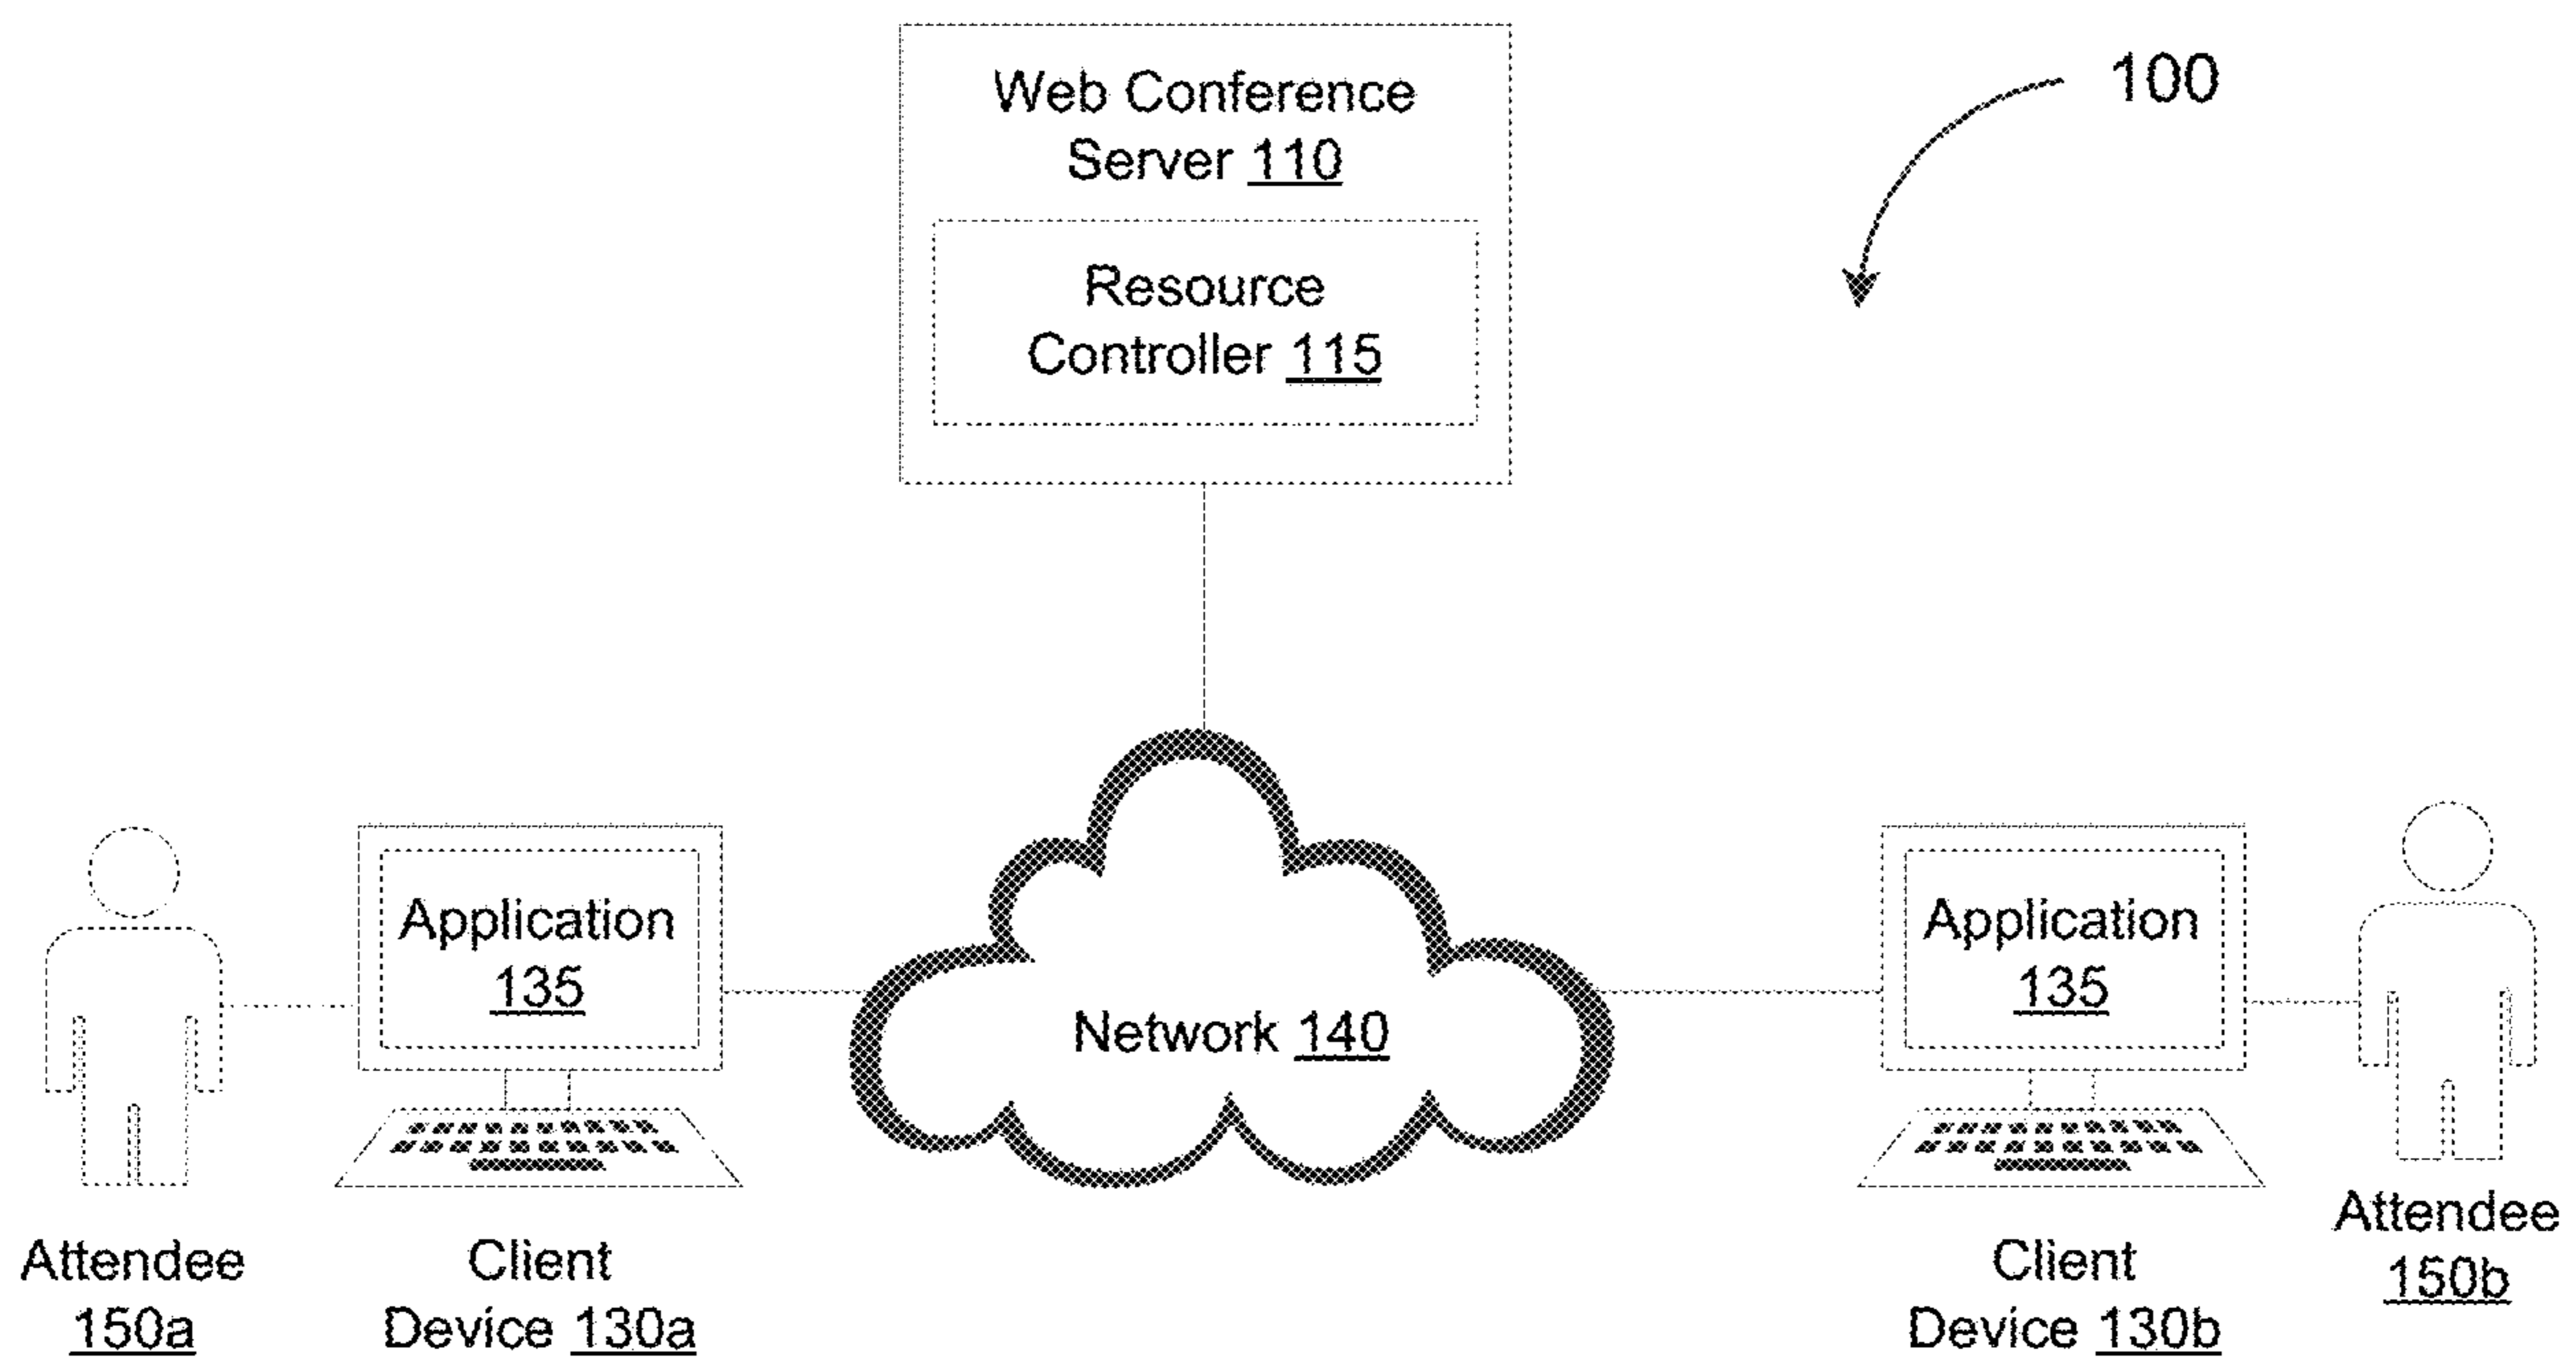 Web Conference
Server 110
100
Resource
Controller 115
Application
135
Network 140
Application
135
Attendee
150a
Client
Device 130a
Client
Device 130b
Attendee
150b